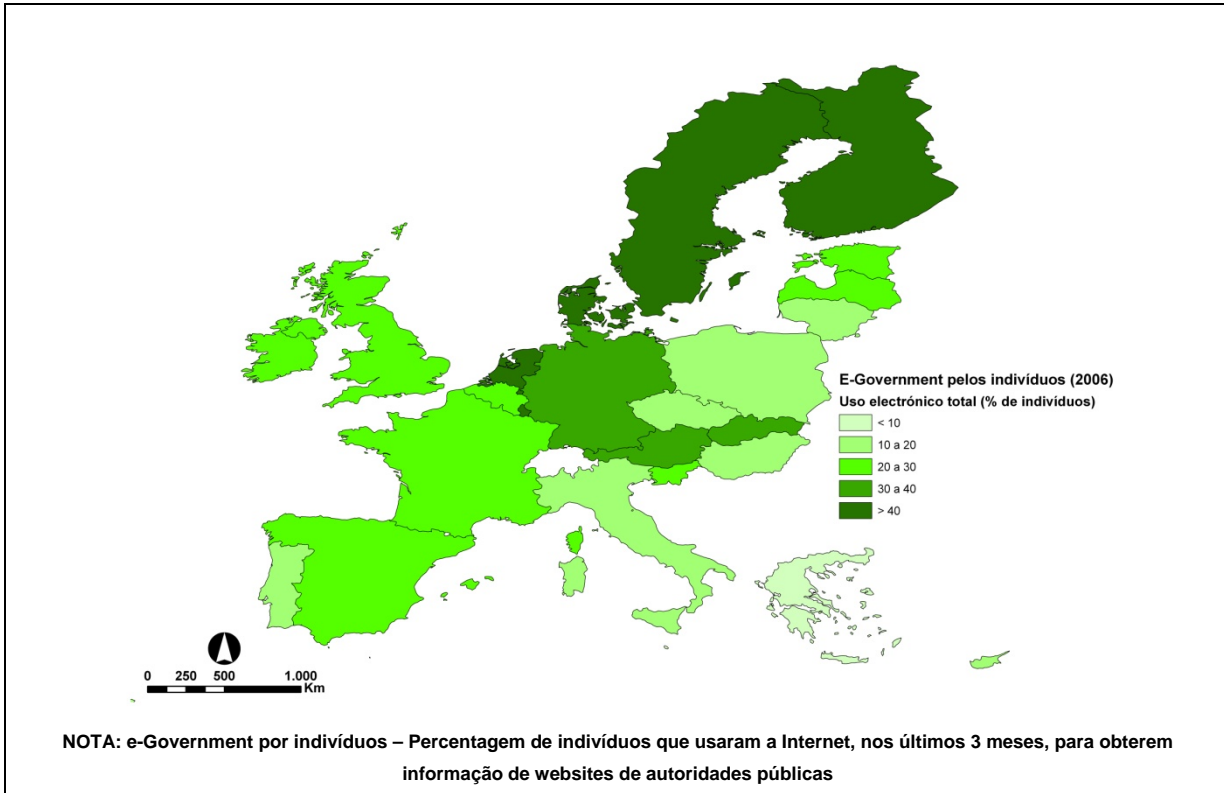 E-Government pelos indivíduos (2006)
Uso electrónico total (% de indivíduos)
< 10
10 a 20
20 a 30
30 a 40
> 40
0 250 500 1.000
Km
NOTA: e-Government por indivíduos – Percentagem de indivíduos que usaram a Internet, nos últimos 3 meses, para obterem
informação de websites de autoridades públicas